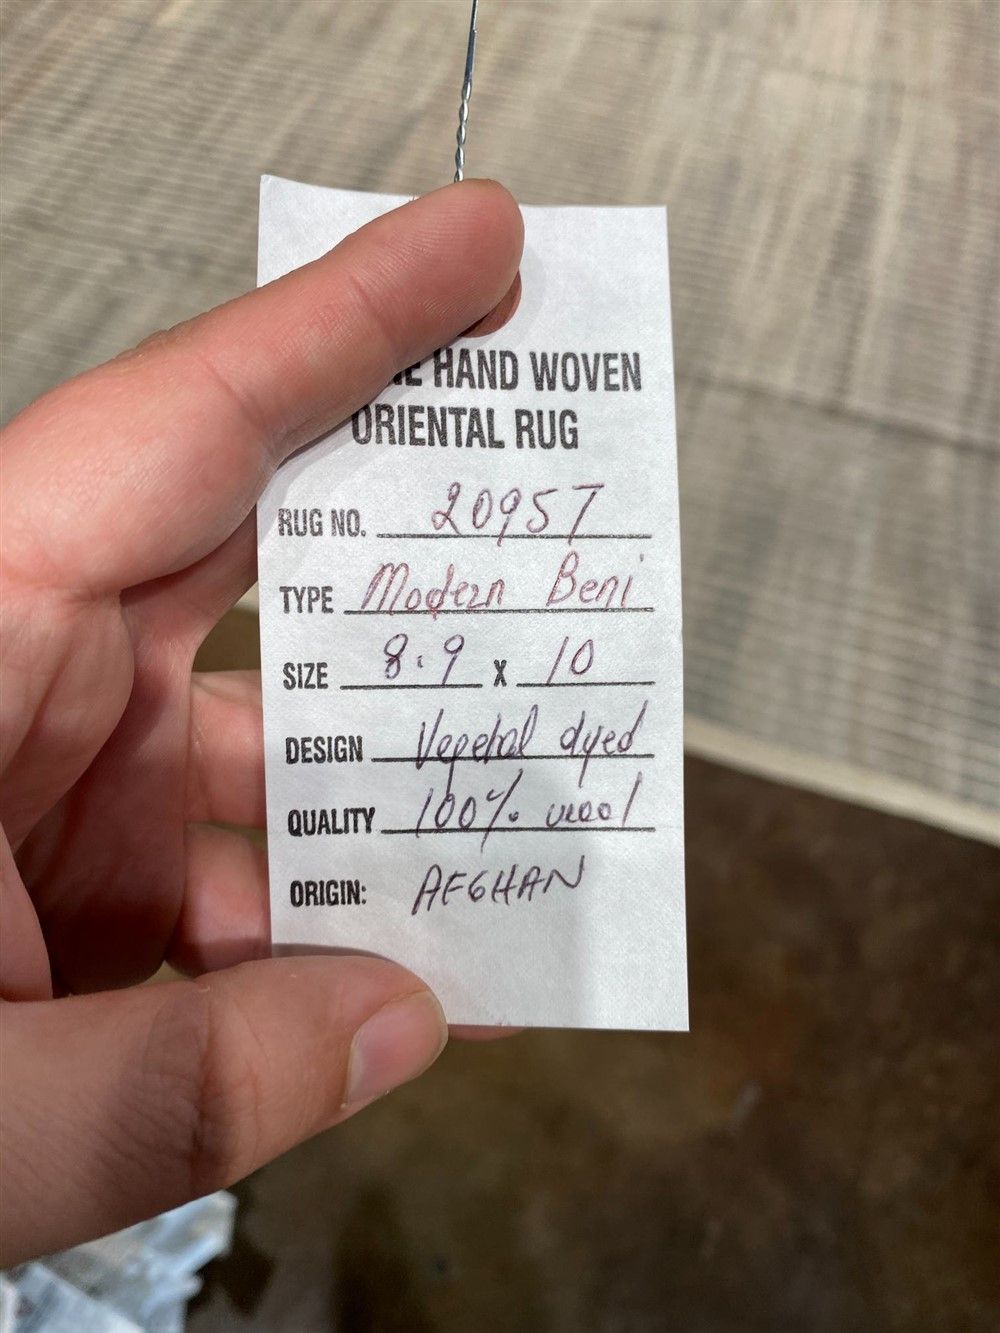 HAND WOVEN
ORIENTAL RUG
RUG NO. 20957
TYPE Modern Beni
SIZE 8.9 X 10
DESIGN Vegetal dyed
QUALITY 100% wool
ORIGIN: AFGHAN